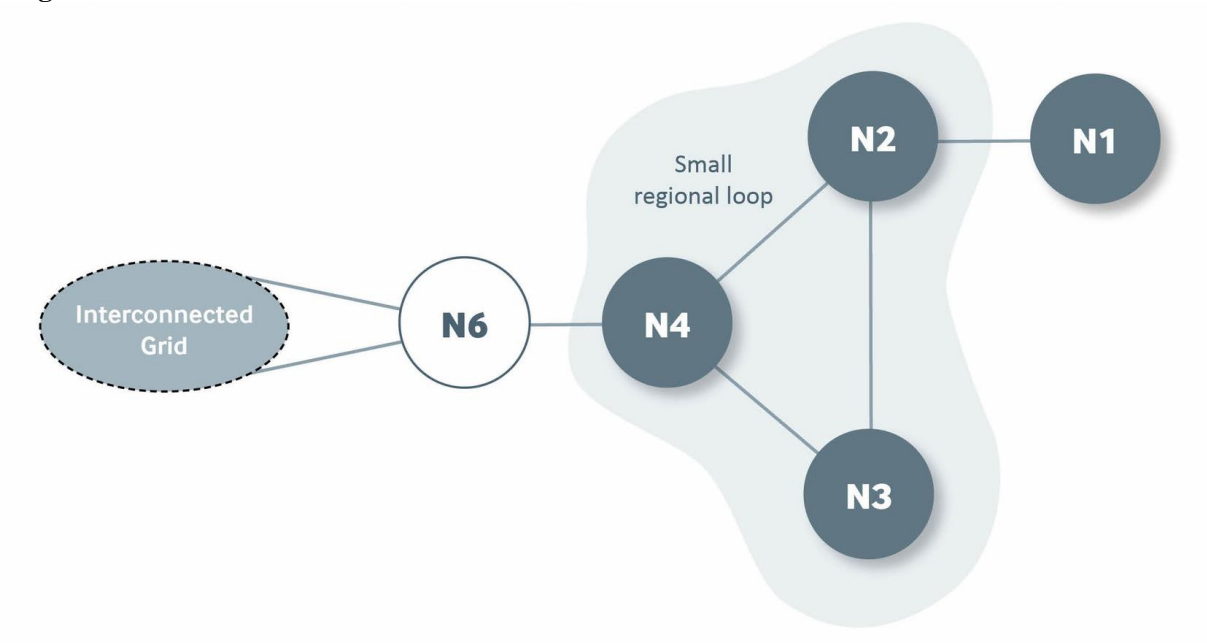 Small
regional loop
N2
N1
Interconnected
Grid
N6
N4
N3